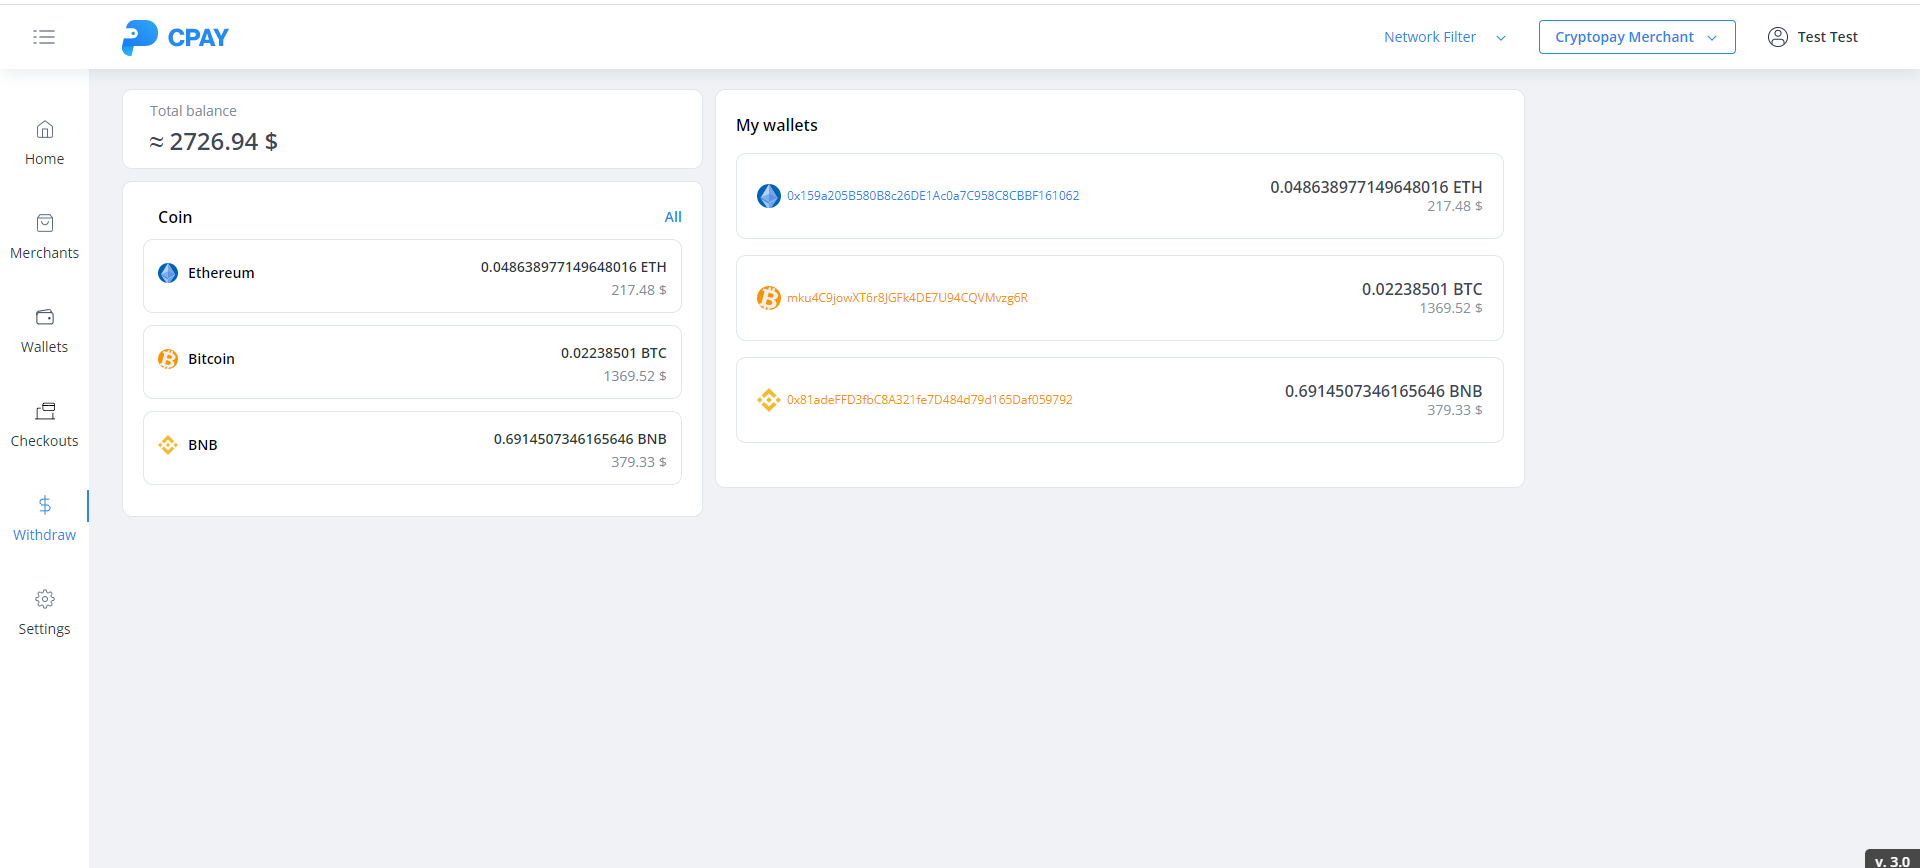 CPAY
Network Filter
Cryptopay Merchant
Test Test
Home
Merchants
Wallets
Checkouts
Withdraw
Settings
Total balance
≈ 2726.94 $
Coin
All
Ethereum
0.048638977149648016 ETH
217.48 $
Bitcoin
0.02238501 BTC
1369.52 $
BNB
0.6914507346165646 BNB
379.33 $
My wallets
0x159a205B580B8c26DE1Ac0a7C958C8CBBF161062
0.048638977149648016 ETH
217.48 $
mku4C9jowXT6r8JGFk4DE7U94CQVMvzg6R
0.02238501 BTC
1369.52 $
0x81adeFFD3fbC8A321fe7D484d79d165Daf059792
0.6914507346165646 BNB
379.33 $
v. 3.0